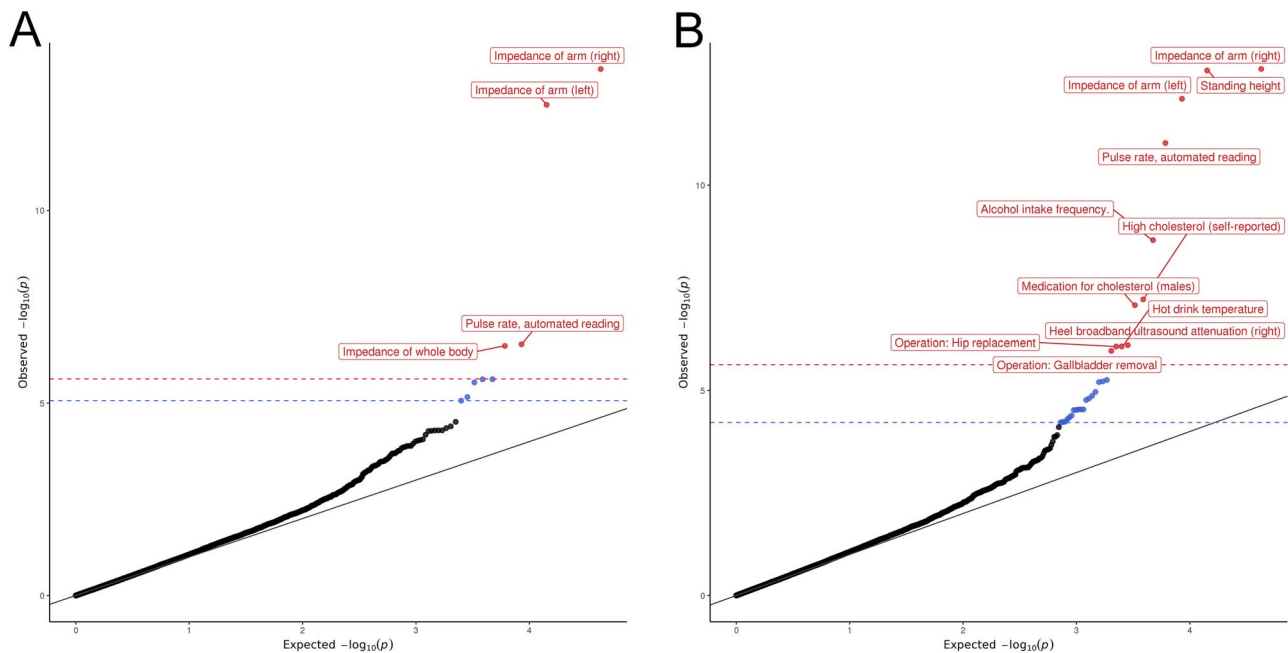 A
Impedance of arm (right)
Impedance of arm (left)
10
Pulse rate, automated reading
Impedance of whole body
5
0
Observed −log₁₀(p)
0 1 2 3 4
Expected −log₁₀(p)
B
Impedance of arm (right)
Impedance of arm (left)
Standing height
Pulse rate, automated reading
10
Alcohol intake frequency.
High cholesterol (self-reported)
Medication for cholesterol (males)
Hot drink temperature
Heel broadband ultrasound attenuation (right)
Operation: Hip replacement
Operation: Gallbladder removal
5
0
Observed −log₁₀(p)
0 1 2 3 4
Expected −log₁₀(p)